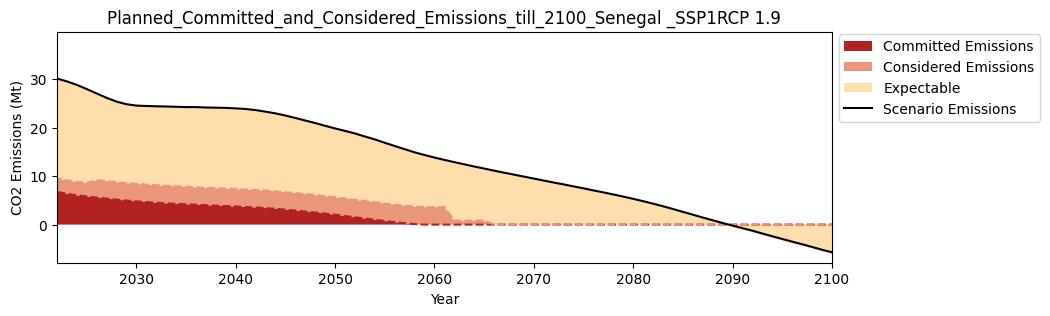 Planned_Committed_and_Considered_Emissions_till_2100_Senegal _SSP1RCP 1.9
Committed Emissions
Considered Emissions
Expectable
Scenario Emissions
CO2 Emissions (Mt)
30
20
10
0
2030 2040 2050 2060 2070 2080 2090 2100
Year